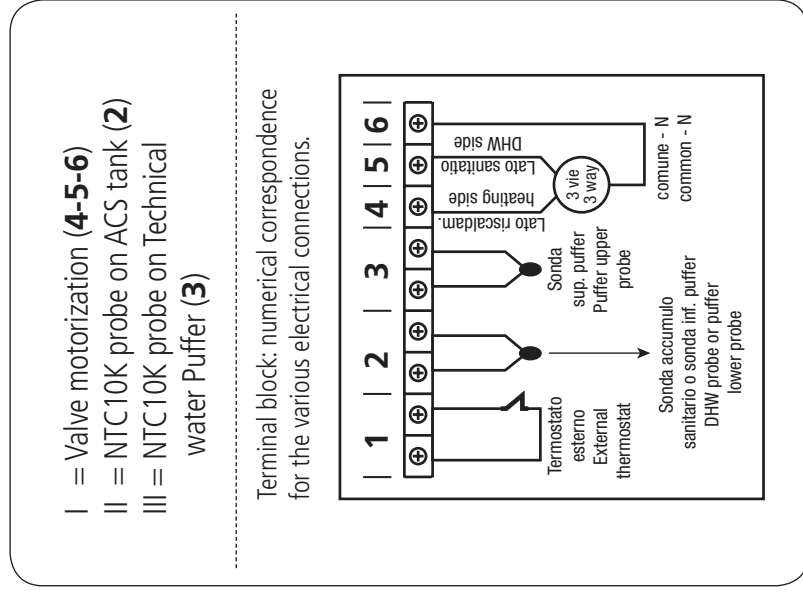 I = Valve motorization (4-5-6)
II = NTC10K probe on ACS tank (2)
III = NTC10K probe on Technical
water Puffer (3)
Terminal block: numerical correspondence
for the various electrical connections.
1 2 3 4 5 6
Lato riscaldam.
heating side
Lato sanitatio
DHW side
3 vie
3 way
comune - N
common - N
Sonda
sup. puffer
Puffer upper
probe
Termostato
esterno
External
thermostat
Sonda accumulo
sanitario o sonda inf. puffer
DHW probe or puffer
lower probe